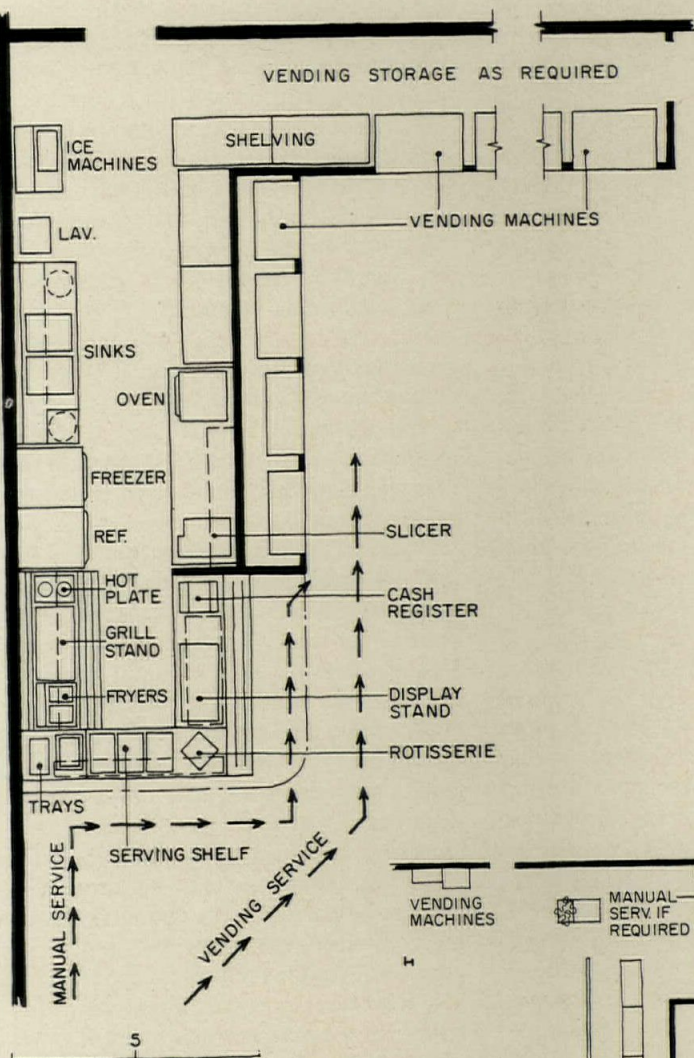 VENDING STORAGE AS REQUIRED
SHELVING
ICE
MACHINES
LAV.
VENDING MACHINES
SINKS
OVEN
FREEZER
REF.
SLICER
HOT
PLATE
CASH
REGISTER
GRILL
STAND
FRYERS
DISPLAY
STAND
ROTISSERIE
TRAYS
SERVING SHELF
MANUAL SERVICE
VENDING SERVICE
VENDING
MACHINES
MANUAL
SERV. IF
REQUIRED
5